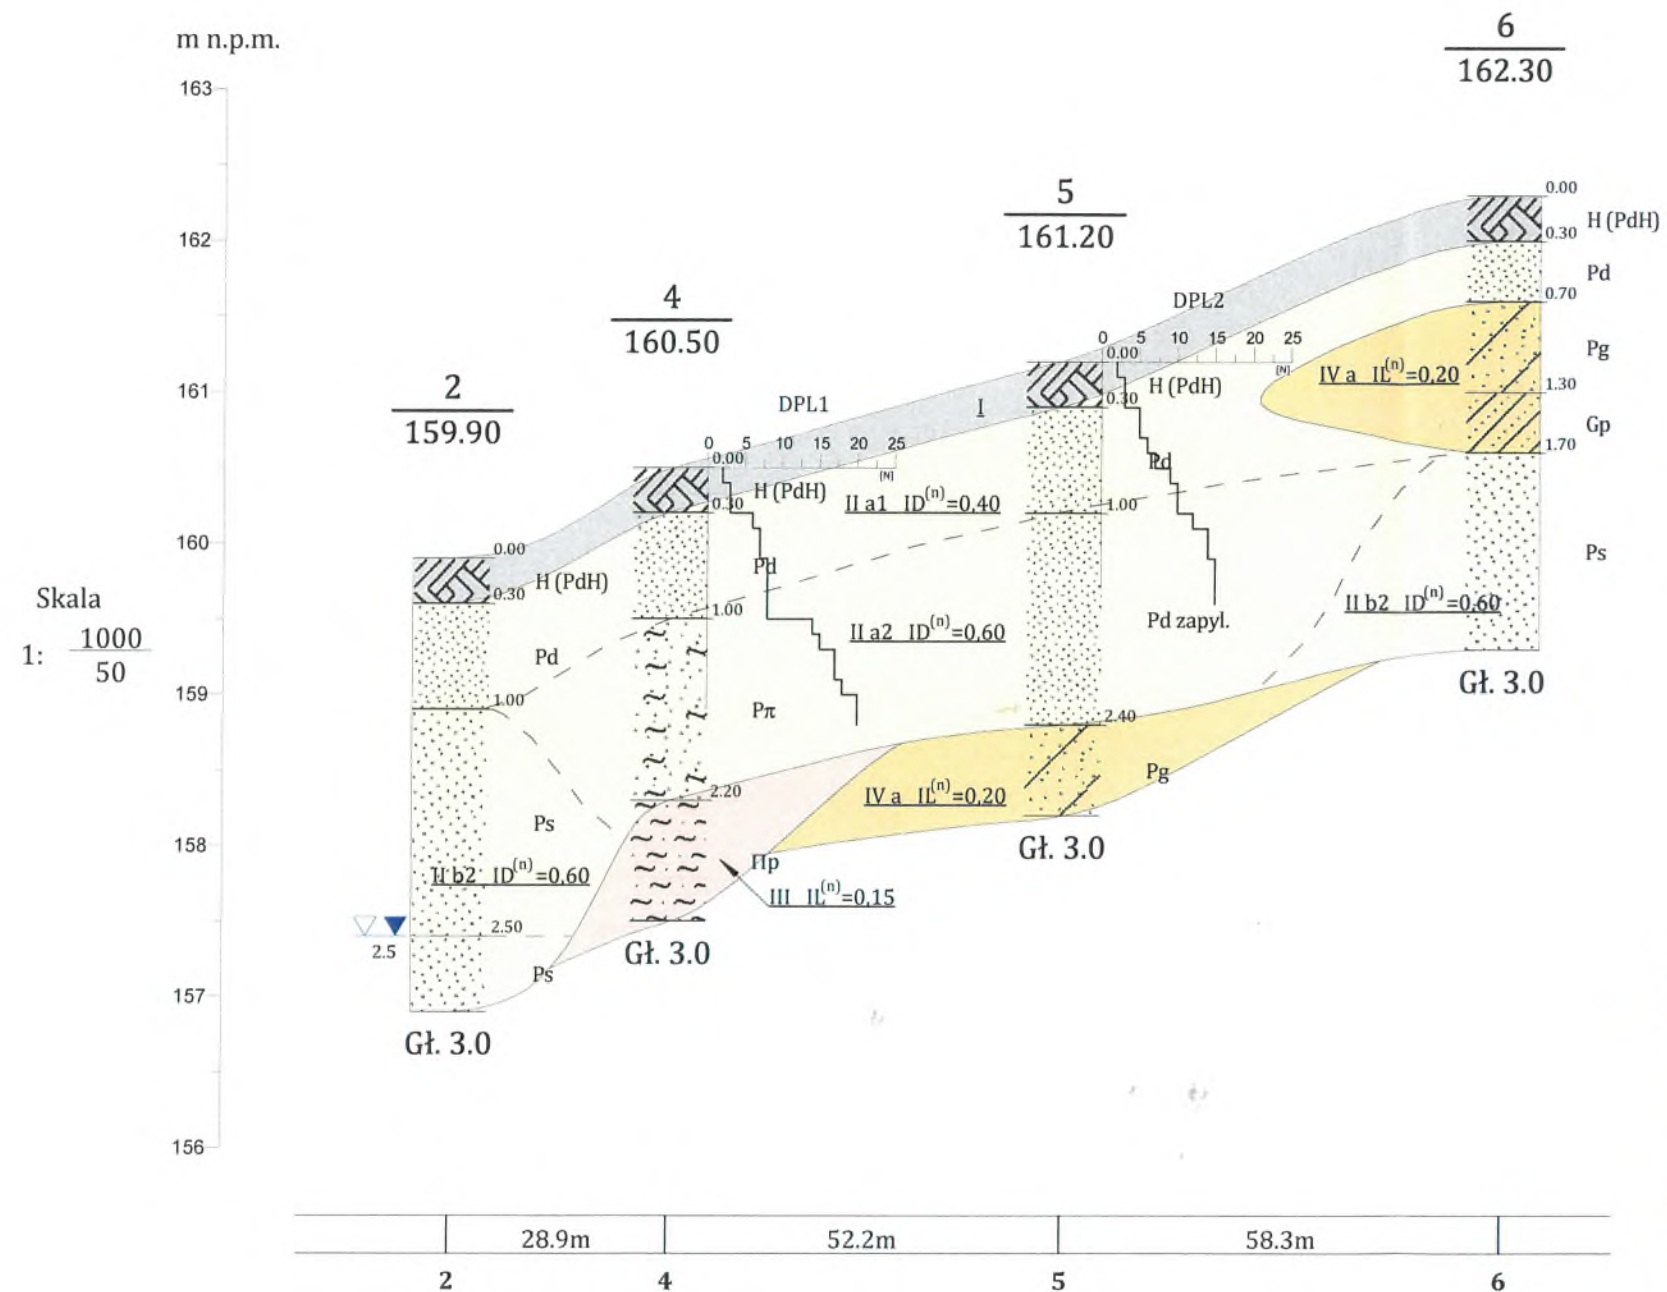 m n.p.m.
163
162
161
160
159
158
157
156
Skala
1: 1000
50
2
159.90
0.00
H (PdH)
0.30
Pd
1.00
Ps
II b2 ID(n)=0,60
2.50
2.5
Ps
Gł. 3.0
4
160.50
DPL1
0 5 10 15 20 25
[N]
0.00
H (PdH)
0.30
Pd
1.00
Pπ
2.20
Πp
III IL(n)=0,15
Gł. 3.0
I
II a1 ID(n)=0,40
II a2 ID(n)=0,60
IV a IL(n)=0,20
5
161.20
DPL2
0 5 10 15 20 25
[N]
0.00
H (PdH)
0.30
Pd
1.00
Pd zapyl.
2.40
Pg
Gł. 3.0
6
162.30
0.00
H (PdH)
0.30
Pd
0.70
Pg
IV a IL(n)=0,20
1.30
Gp
1.70
Ps
II b2 ID(n)=0,60
Gł. 3.0
28.9m 52.2m 58.3m
2 4 5 6